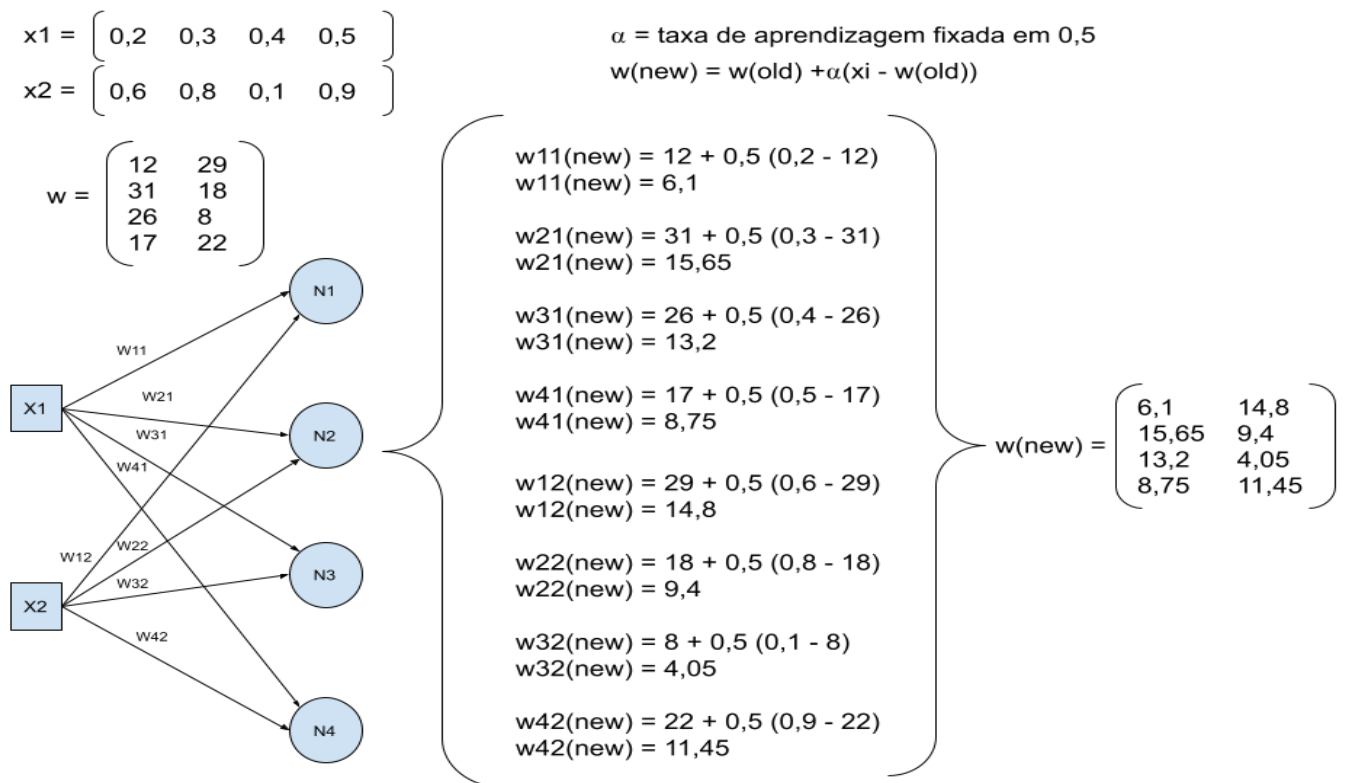 x1 = 0,2 0,3 0,4 0,5
x2 = 0,6 0,8 0,1 0,9
α = taxa de aprendizagem fixada em 0,5
w(new) = w(old) +α(xi - w(old))
w =
12 29
31 18
26 8
17 22
N1
N2
N3
N4
X1
X2
W11
W21
W31
W41
W12
W22
W32
W42
w11(new) = 12 + 0,5 (0,2 - 12)
w11(new) = 6,1
w21(new) = 31 + 0,5 (0,3 - 31)
w21(new) = 15,65
w31(new) = 26 + 0,5 (0,4 - 26)
w31(new) = 13,2
w41(new) = 17 + 0,5 (0,5 - 17)
w41(new) = 8,75
w12(new) = 29 + 0,5 (0,6 - 29)
w12(new) = 14,8
w22(new) = 18 + 0,5 (0,8 - 18)
w22(new) = 9,4
w32(new) = 8 + 0,5 (0,1 - 8)
w32(new) = 4,05
w42(new) = 22 + 0,5 (0,9 - 22)
w42(new) = 11,45
w(new) =
6,1 14,8
15,65 9,4
13,2 4,05
8,75 11,45